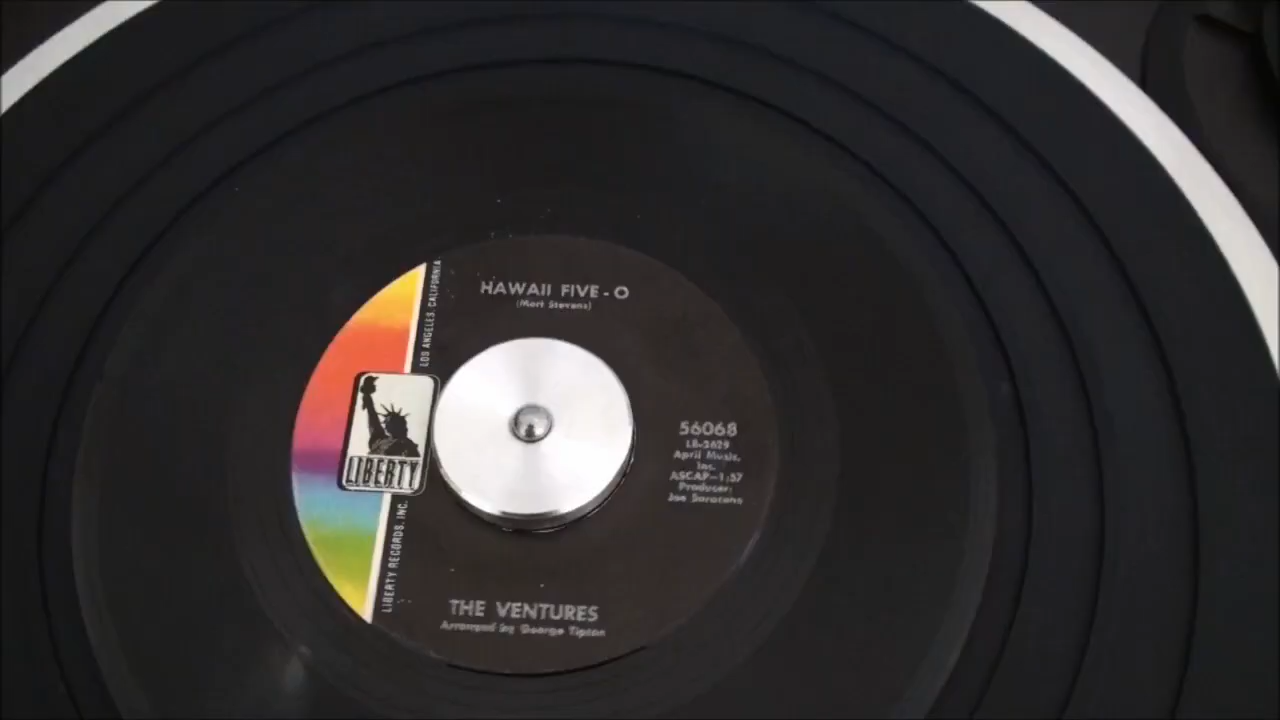 HAWAII FIVE-O
(Mort Stevens)
LOS ANGELES, CALIFORNIA
LIBERTY
LIBERTY RECORDS, INC.
56068
LB-2629
April Music,
Inc.
ASCAP-1:57
Producer:
Joe Saraceno
THE VENTURES
Arranged by George Tipton